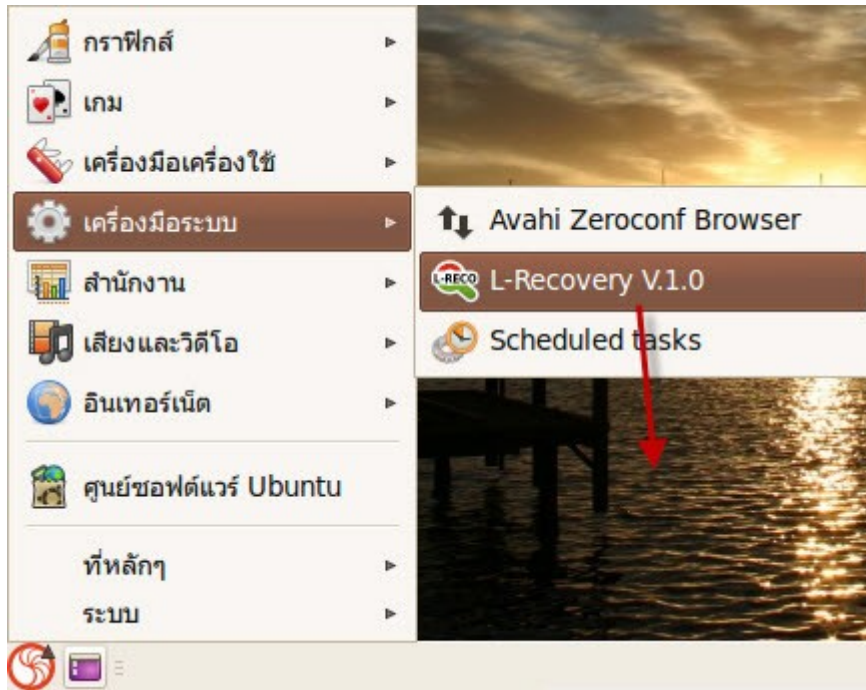 กราฟิกส์
เกม
เครื่องมือเครื่องใช้
เครื่องมือระบบ
สำนักงาน
เสียงและวิดีโอ
อินเทอร์เน็ต
ศูนย์ซอฟต์แวร์ Ubuntu
ที่หลักๆ
ระบบ
Avahi Zeroconf Browser
L-RECO
L-Recovery V.1.0
Scheduled tasks